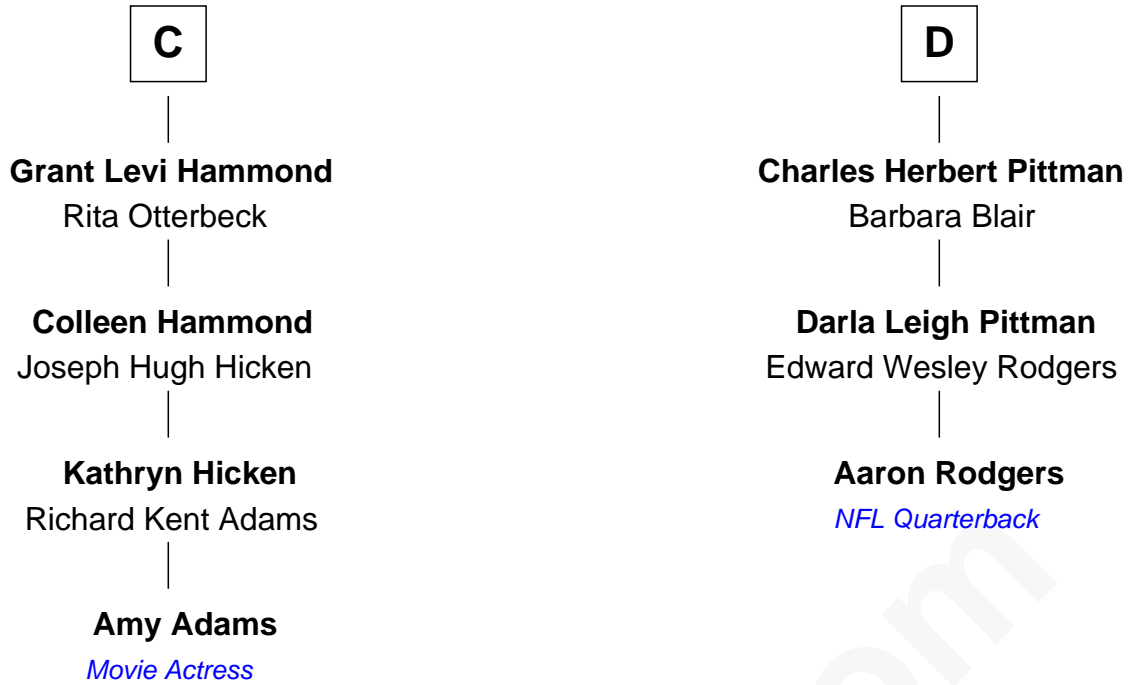 C
Grant Levi Hammond
Rita Otterbeck
Colleen Hammond
Joseph Hugh Hicken
Kathryn Hicken
Richard Kent Adams
Amy Adams
Movie Actress
D
Charles Herbert Pittman
Barbara Blair
Darla Leigh Pittman
Edward Wesley Rodgers
Aaron Rodgers
NFL Quarterback
om